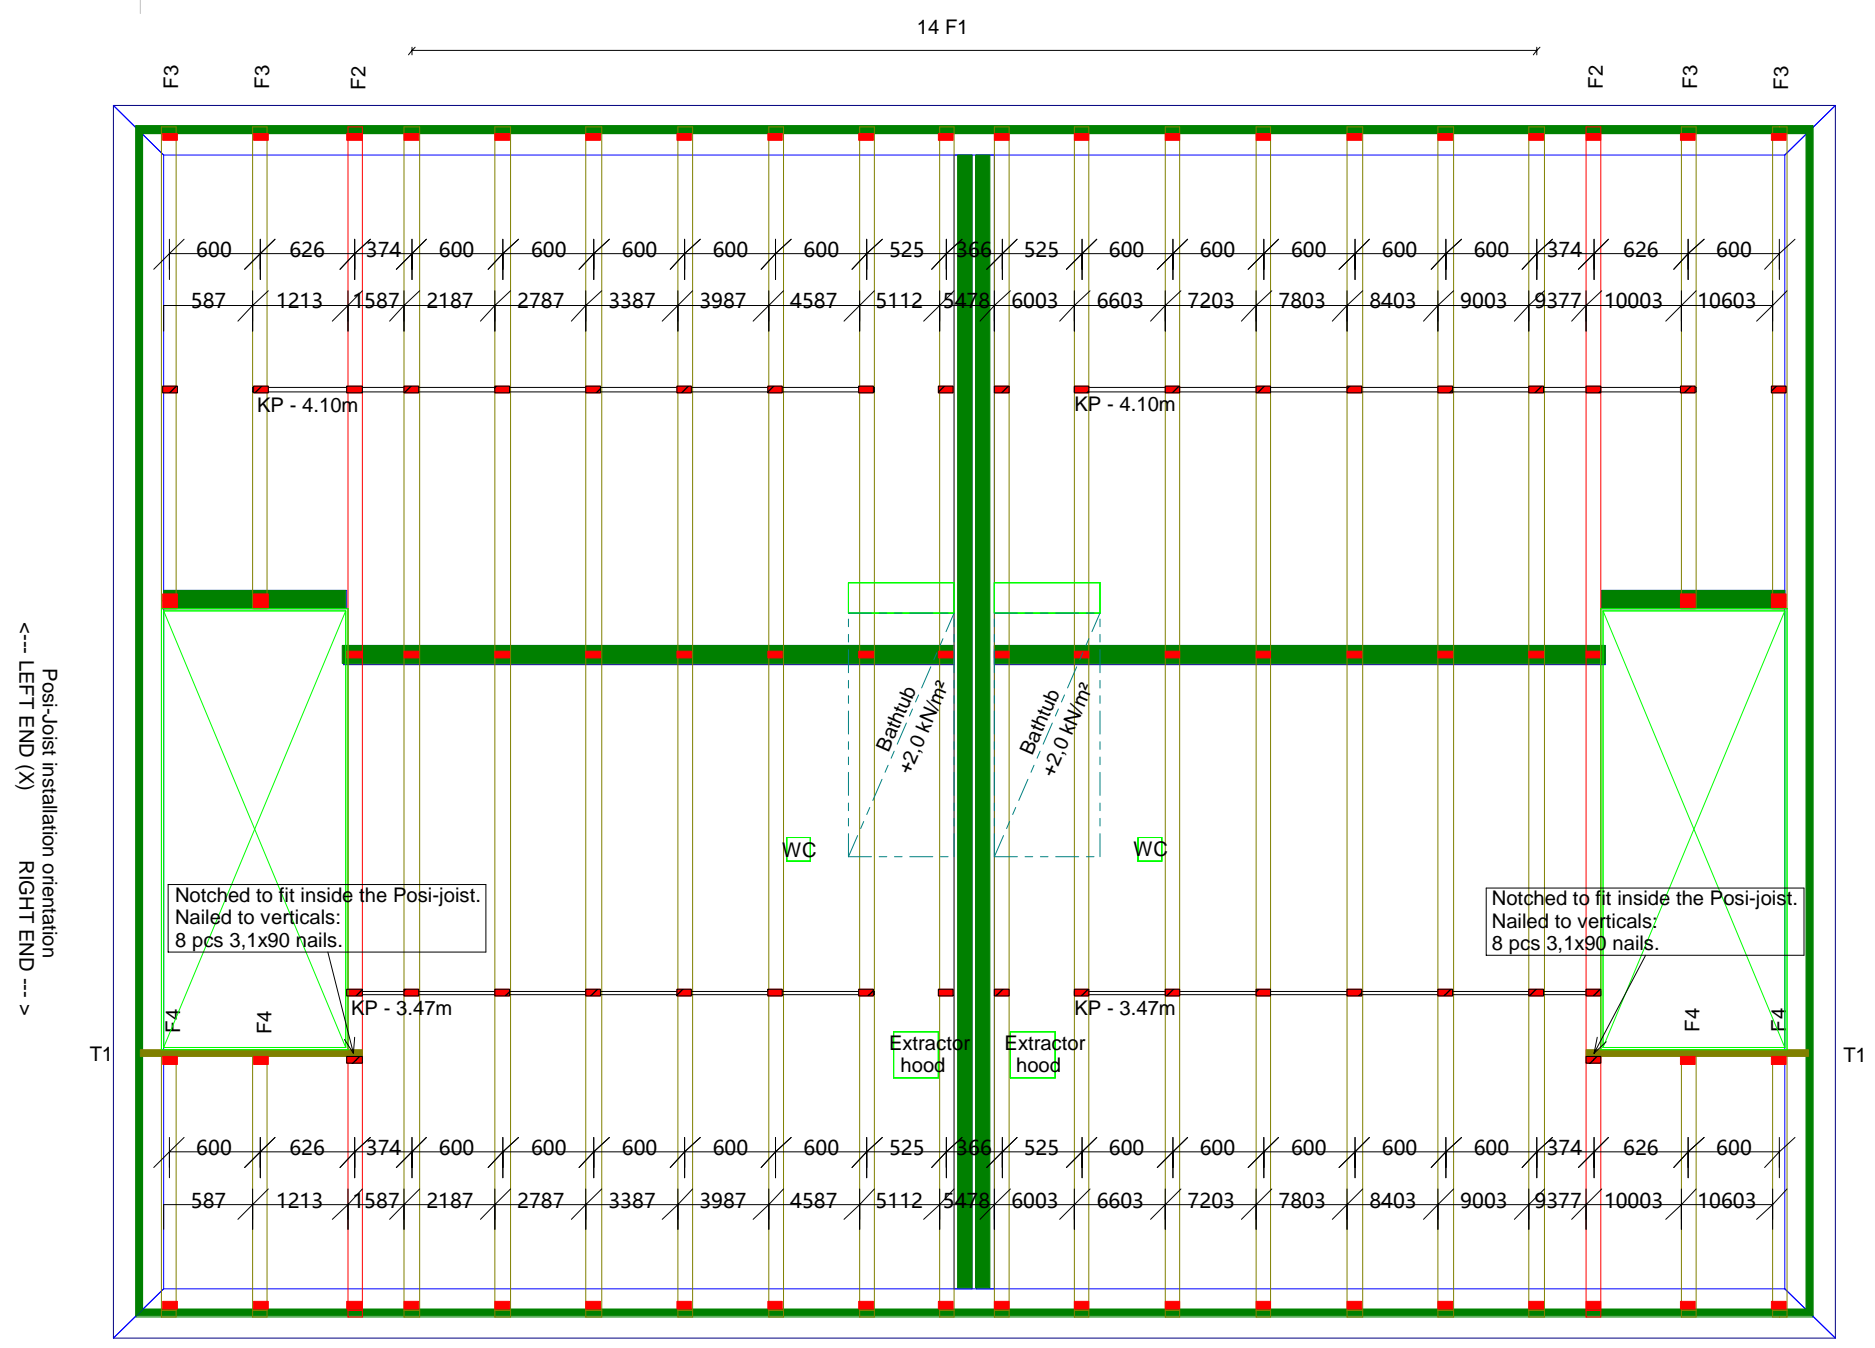 14 F1
F3 F3 F2 F2 F3 F3
600 626 374 600 600 600 600 600 525 366 525 600 600 600 600 600 374 626 600
587 1213 1587 2187 2787 3387 3987 4587 5112 5478 6003 6603 7203 7803 8403 9003 9377 10003 10603
KP - 4.10m KP - 4.10m
Posi-Joist installation orientation
<--- LEFT END (X) RIGHT END --- >
Bathtub
+2,0 kN/m²
Bathtub
+2,0 kN/m²
WC WC
Notched to fit inside the Posi-joist.
Nailed to verticals:
8 pcs 3,1x90 nails.
Notched to fit inside the Posi-joist.
Nailed to verticals:
8 pcs 3,1x90 nails.
KP - 3.47m KP - 3.47m
F4 F4 F4 F4
Extractor
hood
Extractor
hood
T1 T1
600 626 374 600 600 600 600 600 525 366 525 600 600 600 600 600 374 626 600
587 1213 1587 2187 2787 3387 3987 4587 5112 5478 6003 6603 7203 7803 8403 9003 9377 10003 10603